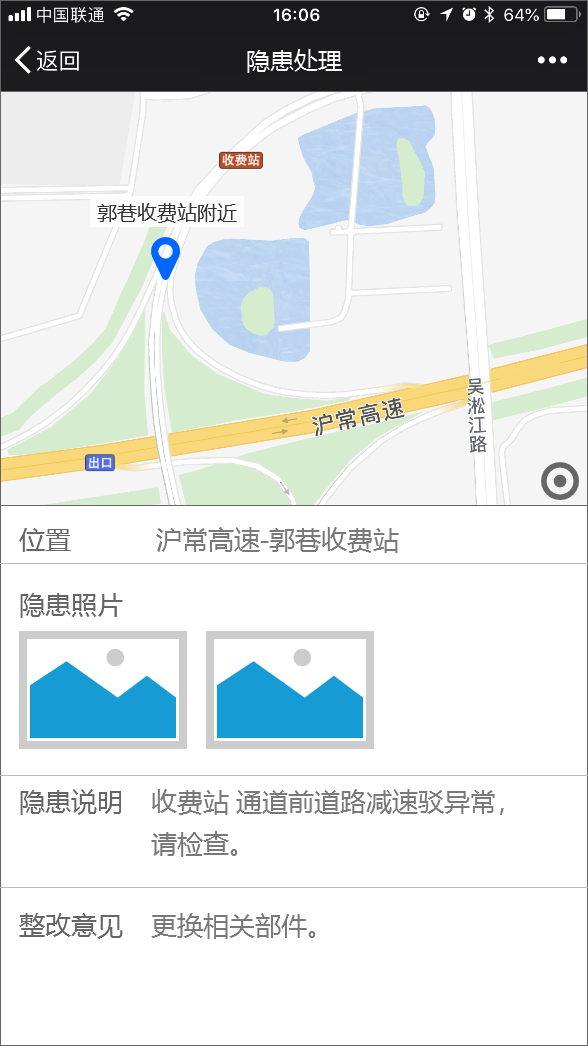 中国联通 16:06 64%
返回 隐患处理
收费站
郭巷收费站附近
沪常高速
吴淞江路
出口
位置 沪常高速-郭巷收费站
隐患照片
隐患说明 收费站 通道前道路减速驳异常，
请检查。
整改意见 更换相关部件。